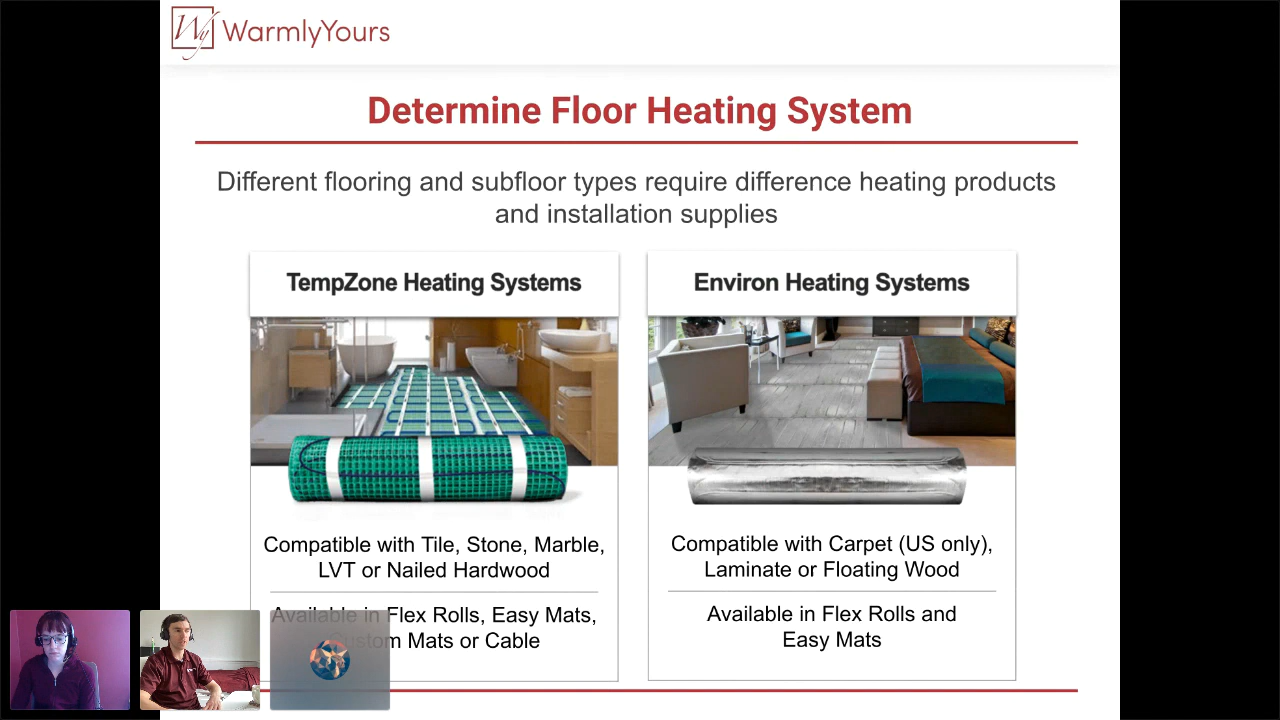 Wy WarmlyYours
Determine Floor Heating System
Different flooring and subfloor types require difference heating products
and installation supplies
TempZone Heating Systems
Compatible with Tile, Stone, Marble,
LVT or Nailed Hardwood
Available in Flex Rolls, Easy Mats,
Custom Mats or Cable
Environ Heating Systems
Compatible with Carpet (US only),
Laminate or Floating Wood
Available in Flex Rolls and
Easy Mats